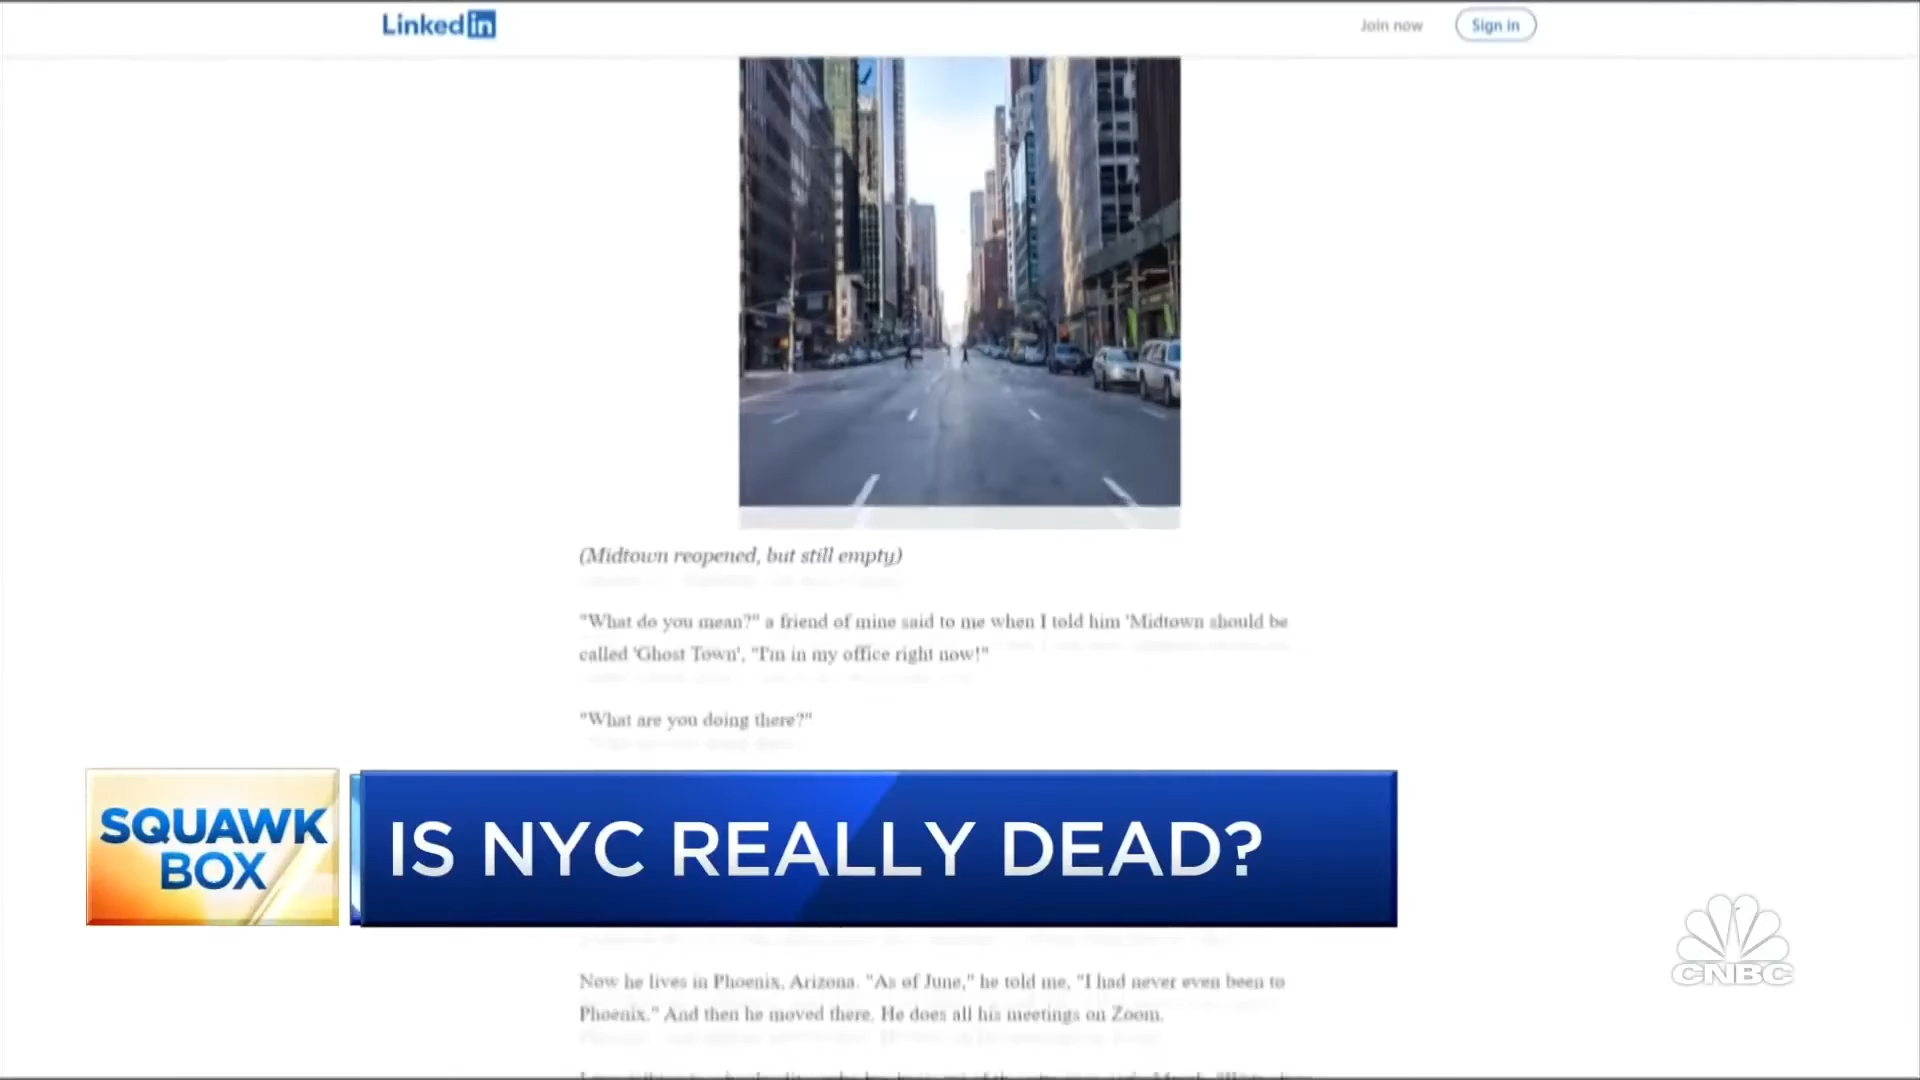 Linked in
Join now
Sign in
(Midtown reopened, but still empty)
"What do you mean?" a friend of mine said to me when I told him 'Midtown should be
called 'Ghost Town', "I'm in my office right now!"
"What are you doing there?"
SQUAWK
BOX
IS NYC REALLY DEAD?
CNBC
Now he lives in Phoenix, Arizona. "As of June," he told me, "I had never even been to
Phoenix." And then he moved there. He does all his meetings on Zoom.